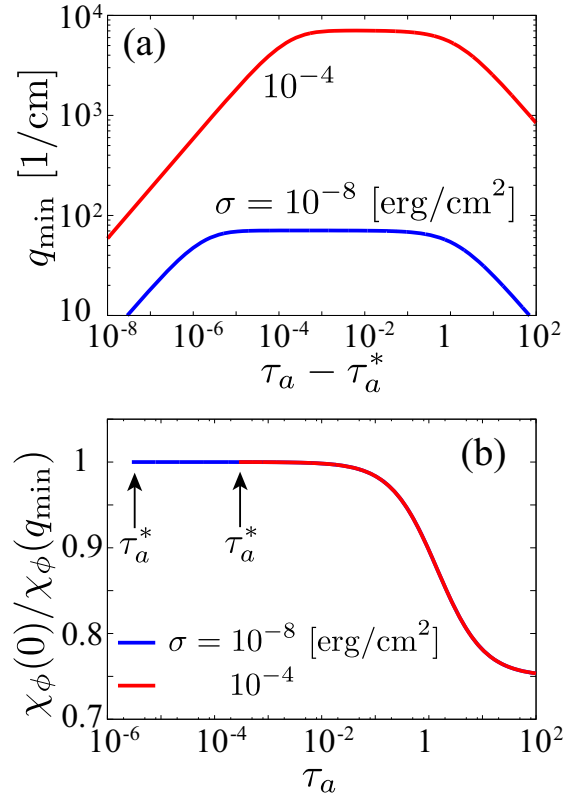 (a)
q_min [1/cm]
10^4
10^3
10^2
10
10^-4
σ = 10^-8 [erg/cm^2]
10^-8 10^-6 10^-4 10^-2 1 10^2
τ_a − τ_a^*
(b)
χ_ϕ(0)/χ_ϕ(q_min)
1
0.9
0.8
0.7
τ_a^* τ_a^*
σ = 10^-8 [erg/cm^2]
10^-4
10^-6 10^-4 10^-2 1 10^2
τ_a